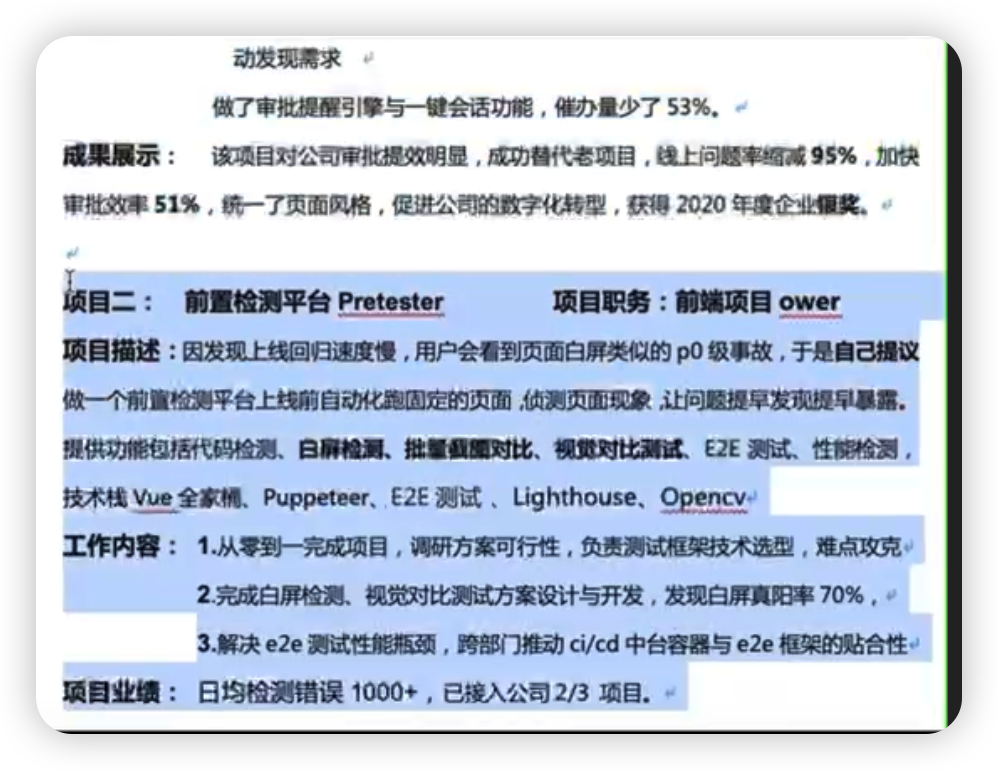 动发现需求
做了审批提醒引擎与一键会话功能，催办量少了 53%。
成果展示： 该项目对公司审批提效明显，成功替代老项目，线上问题率缩减 95%，加快
审批效率 51%，统一了页面风格，促进公司的数字化转型，获得 2020 年度企业银奖。
项目二： 前置检测平台 Pretester 项目职务：前端项目 ower
项目描述：因发现上线回归速度慢，用户会看到页面白屏类似的 p0 级事故，于是自己提议
做一个前置检测平台上线前自动化跑固定的页面 ,侦测页面现象 ,让问题提早发现提早暴露。
提供功能包括代码检测、白屏检测、批量截图对比、视觉对比测试、E2E 测试、性能检测，
技术栈 Vue 全家桶、Puppeteer、E2E 测试 、Lighthouse、Opencv
工作内容： 1.从零到一完成项目，调研方案可行性，负责测试框架技术选型，难点攻克
2.完成白屏检测、视觉对比测试方案设计与开发，发现白屏真阳率 70%，
3.解决 e2e 测试性能瓶颈，跨部门推动 ci/cd 中台容器与 e2e 框架的贴合性
项目业绩： 日均检测错误 1000+，已接入公司 2/3 项目。